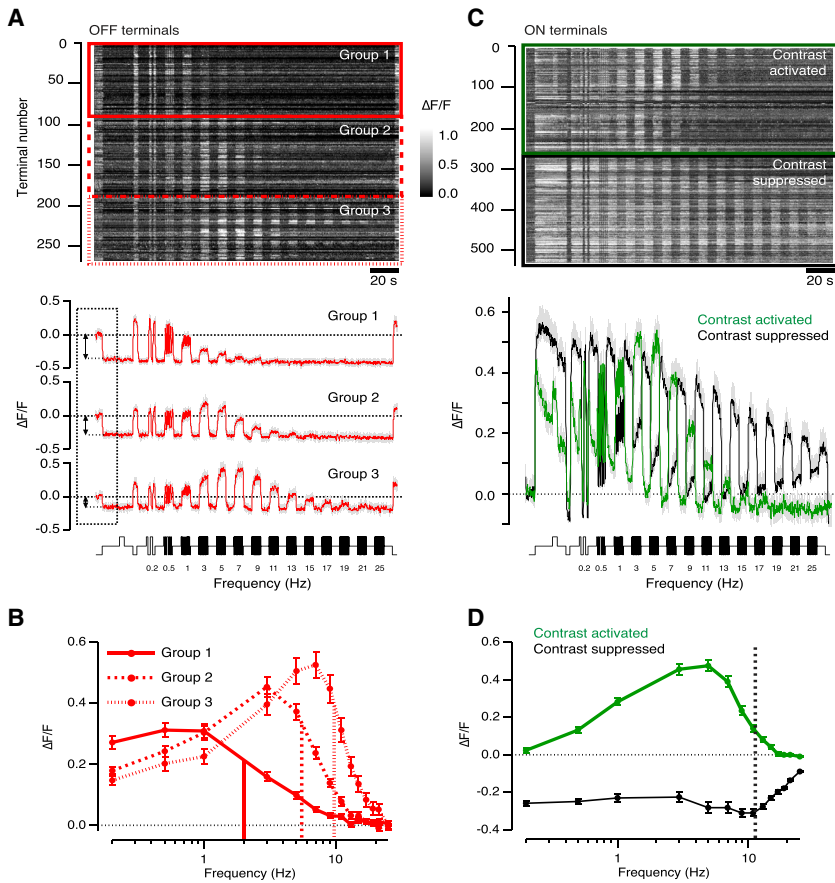 A
OFF terminals
0
50
100
150
200
250
Terminal number
Group 1
Group 2
Group 3
20 s
ΔF/F
1.0
0.5
0.0
0.5
0.0
-0.5
Group 1
0.5
0.0
-0.5
Group 2
0.5
0.0
-0.5
Group 3
ΔF/F
0.2 0.5 1 3 5 7 9 11 13 15 17 19 21 25
Frequency (Hz)
B
0.6
0.4
0.2
0.0
ΔF/F
Group 1
Group 2
Group 3
1 10
Frequency (Hz)
C
ON terminals
0
100
200
300
400
500
Contrast
activated
Contrast
suppressed
20 s
0.6
0.4
0.2
0.0
ΔF/F
Contrast activated
Contrast suppressed
0.2 0.5 1 3 5 7 9 11 13 15 17 19 21 25
Frequency (Hz)
D
Contrast activated
Contrast suppressed
0.6
0.4
0.2
0.0
-0.2
-0.4
ΔF/F
1 10
Frequency (Hz)